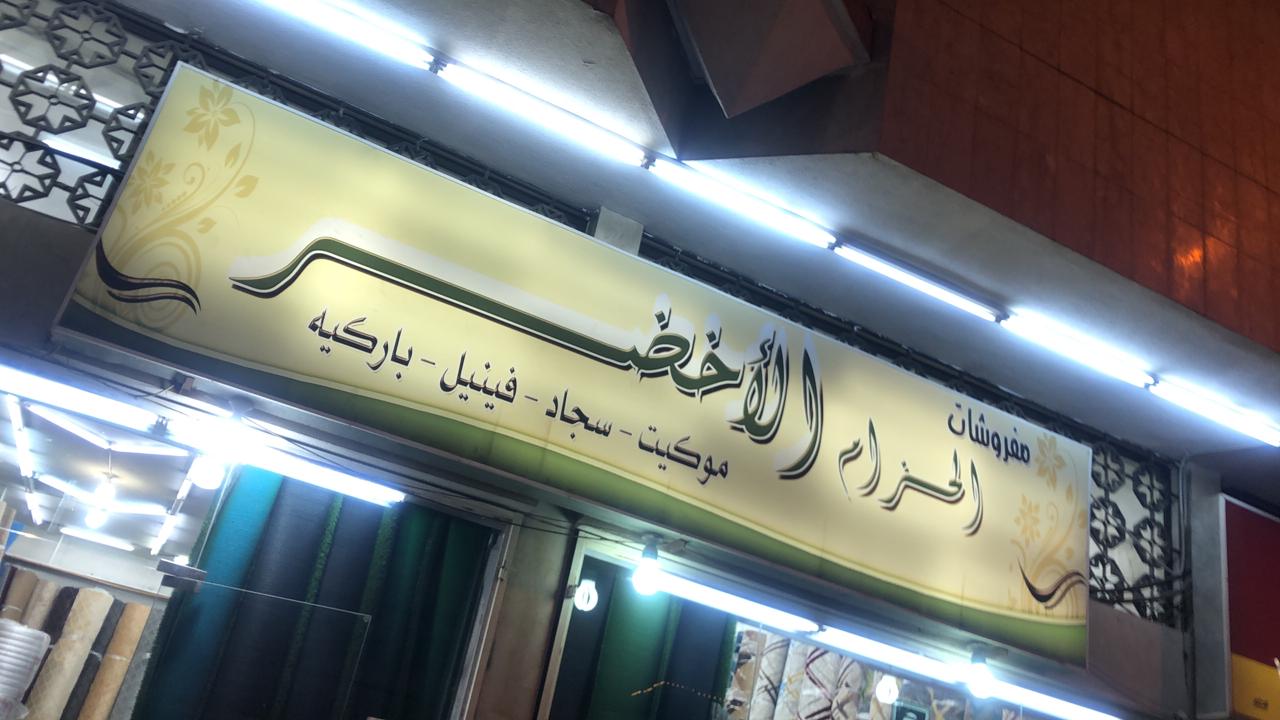 مفروشات
الحزام الأخضر
موكيت - سجاد - فينيل - باركيه